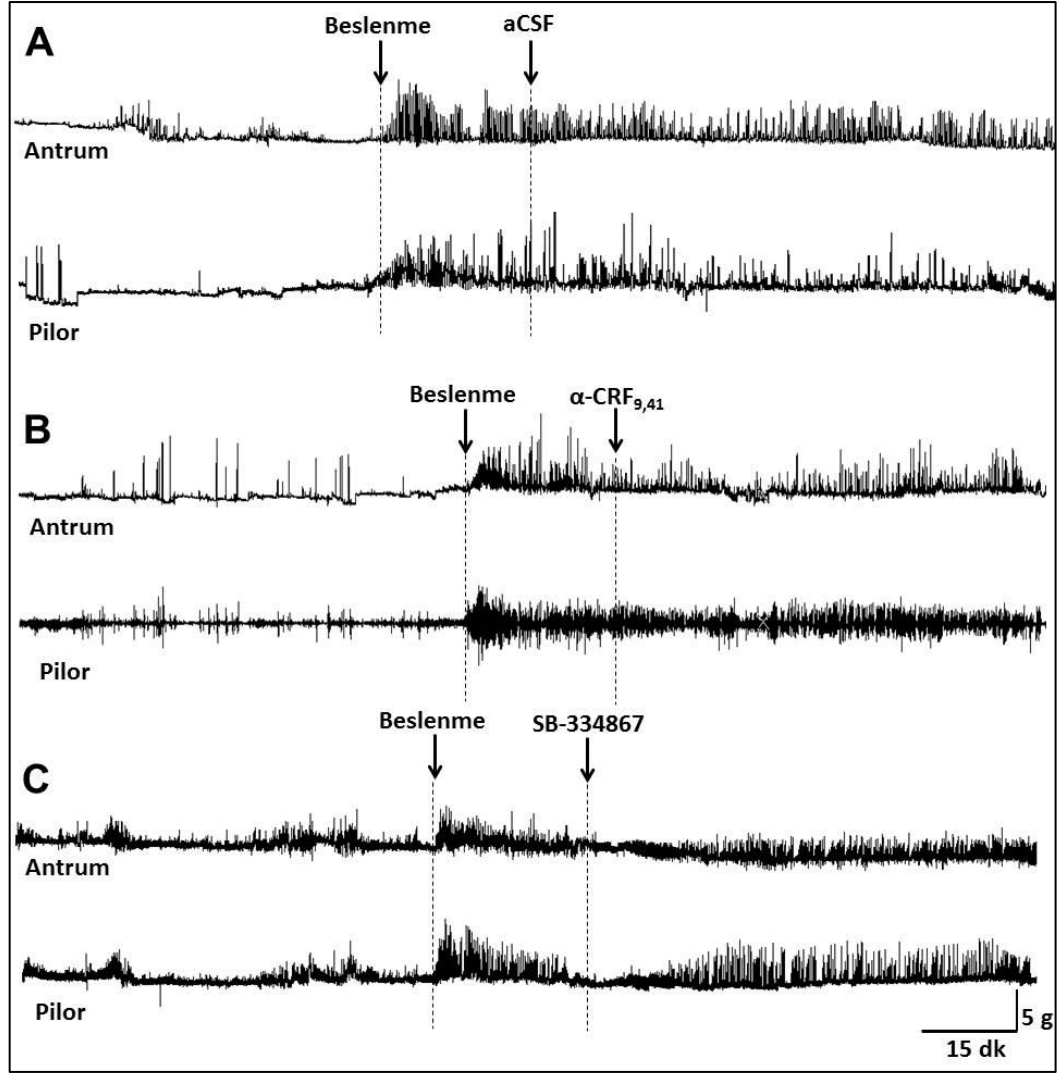 A
Beslenme
aCSF
Antrum
Pilor
B
Beslenme
α-CRF9,41
Antrum
Pilor
C
Beslenme
SB-334867
Antrum
Pilor
5 g
15 dk